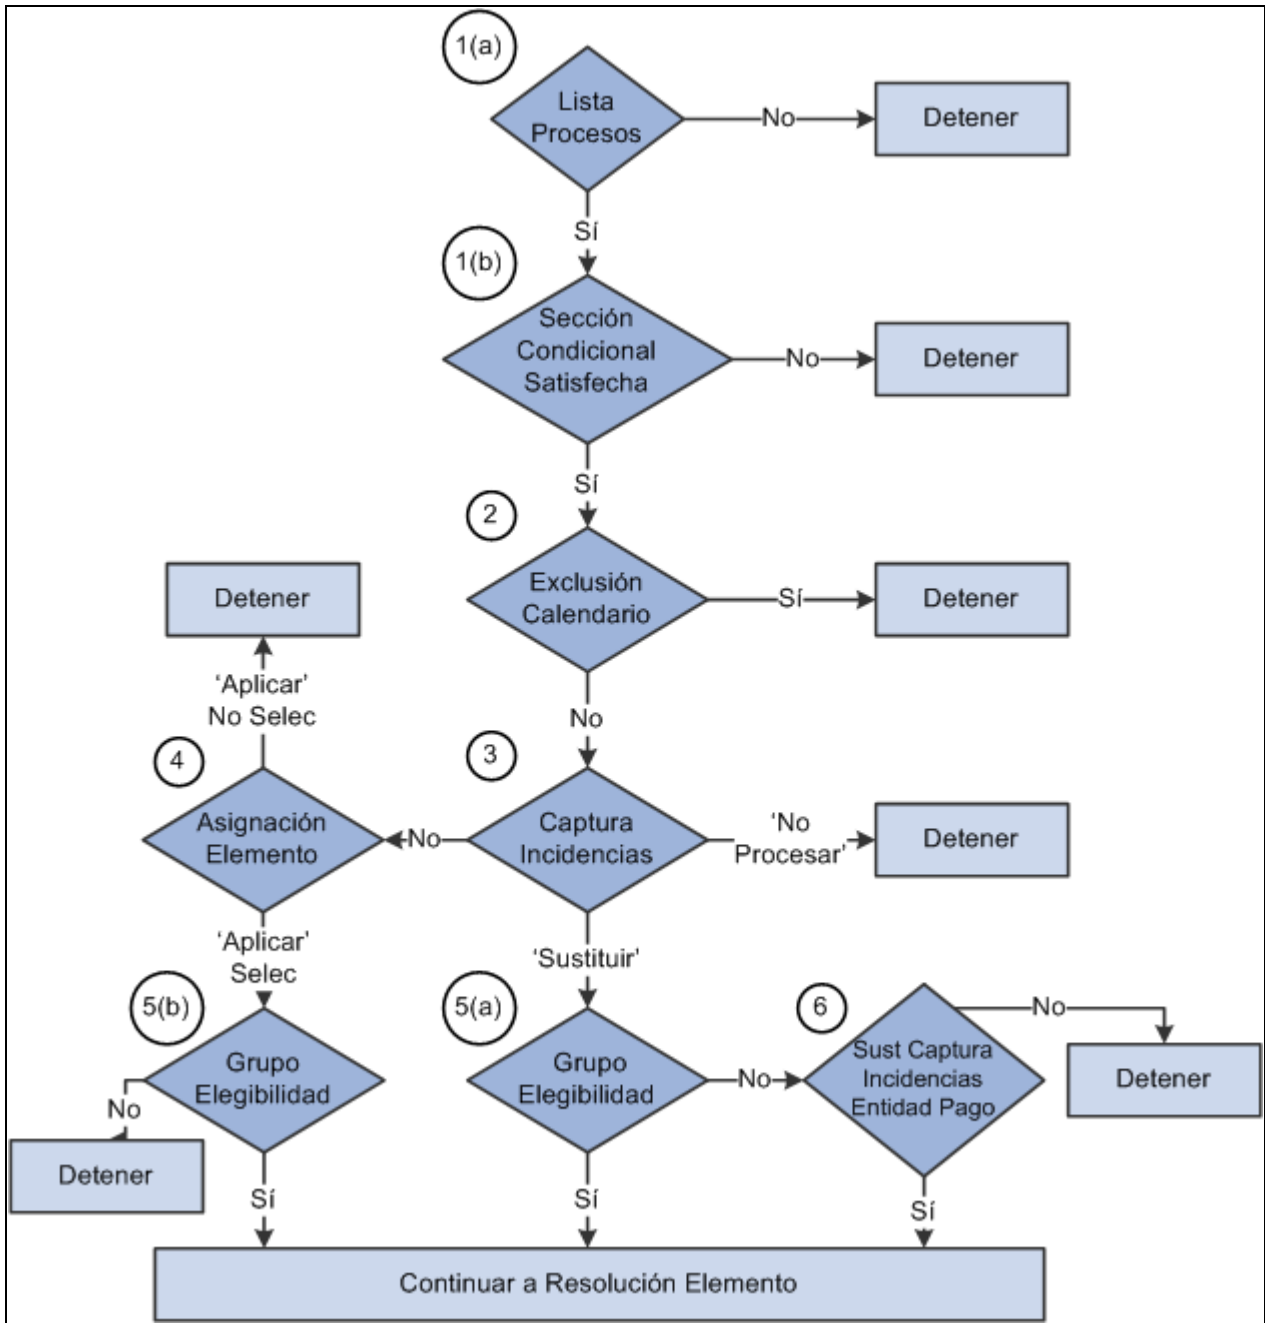 1(a)
Lista
Procesos
No
Detener
Sí
1(b)
Sección
Condicional
Satisfecha
No
Detener
Sí
2
Exclusión
Calendario
Sí
Detener
Detener
‘Aplicar’
No Selec
No
4
3
Asignación
Elemento
No
Captura
Incidencias
‘No
Procesar’
Detener
‘Aplicar’
Selec
‘Sustituir’
5(b)
5(a)
6
Grupo
Elegibilidad
Grupo
Elegibilidad
No
Sust Captura
Incidencias
Entidad Pago
No
Detener
No
Detener
Sí
Sí
Sí
Continuar a Resolución Elemento